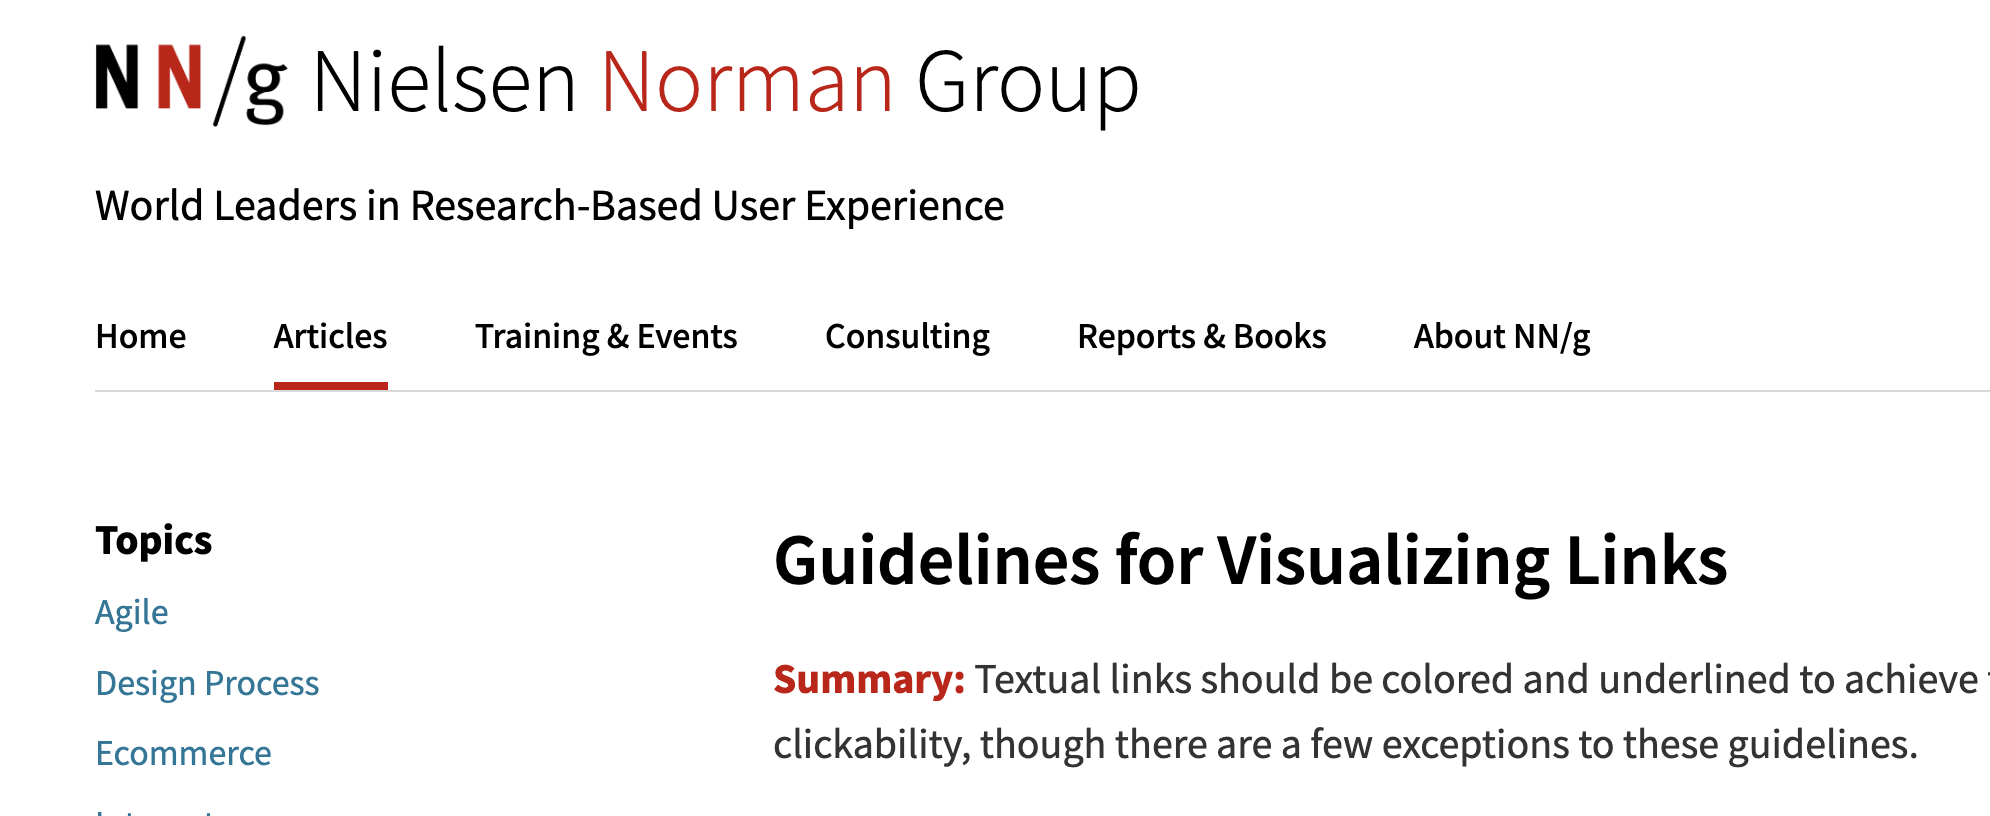 NN/g Nielsen Norman Group
World Leaders in Research-Based User Experience
Home Articles Training & Events Consulting Reports & Books About NN/g
Topics
Agile
Design Process
Ecommerce
Guidelines for Visualizing Links
Summary: Textual links should be colored and underlined to achieve
clickability, though there are a few exceptions to these guidelines.